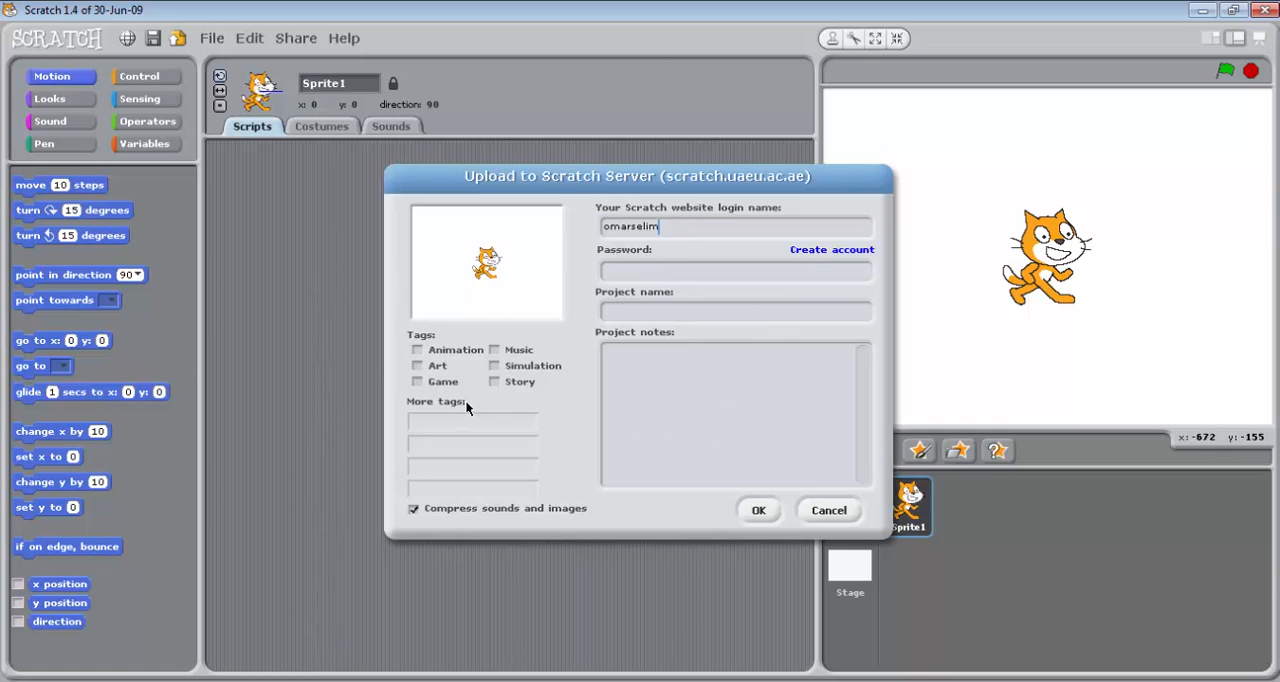 Scratch 1.4 of 30-Jun-09
SCRATCH File Edit Share Help
Motion Control
Looks Sensing
Sound Operators
Pen Variables
move 10 steps
turn 15 degrees
turn 15 degrees
point in direction 90
point towards
go to x: 0 y: 0
go to
glide 1 secs to x: 0 y: 0
change x by 10
set x to 0
change y by 10
set y to 0
if on edge, bounce
x position
y position
direction
Sprite1
x: 0 y: 0 direction: 90
Scripts Costumes Sounds
Upload to Scratch Server (scratch.uaeu.ac.ae)
Your Scratch website login name:
omarselim
Password: Create account
Project name:
Project notes:
Tags:
Animation Music
Art Simulation
Game Story
More tags:
Compress sounds and images
OK Cancel
x: -672 y: -155
Sprite1
Stage